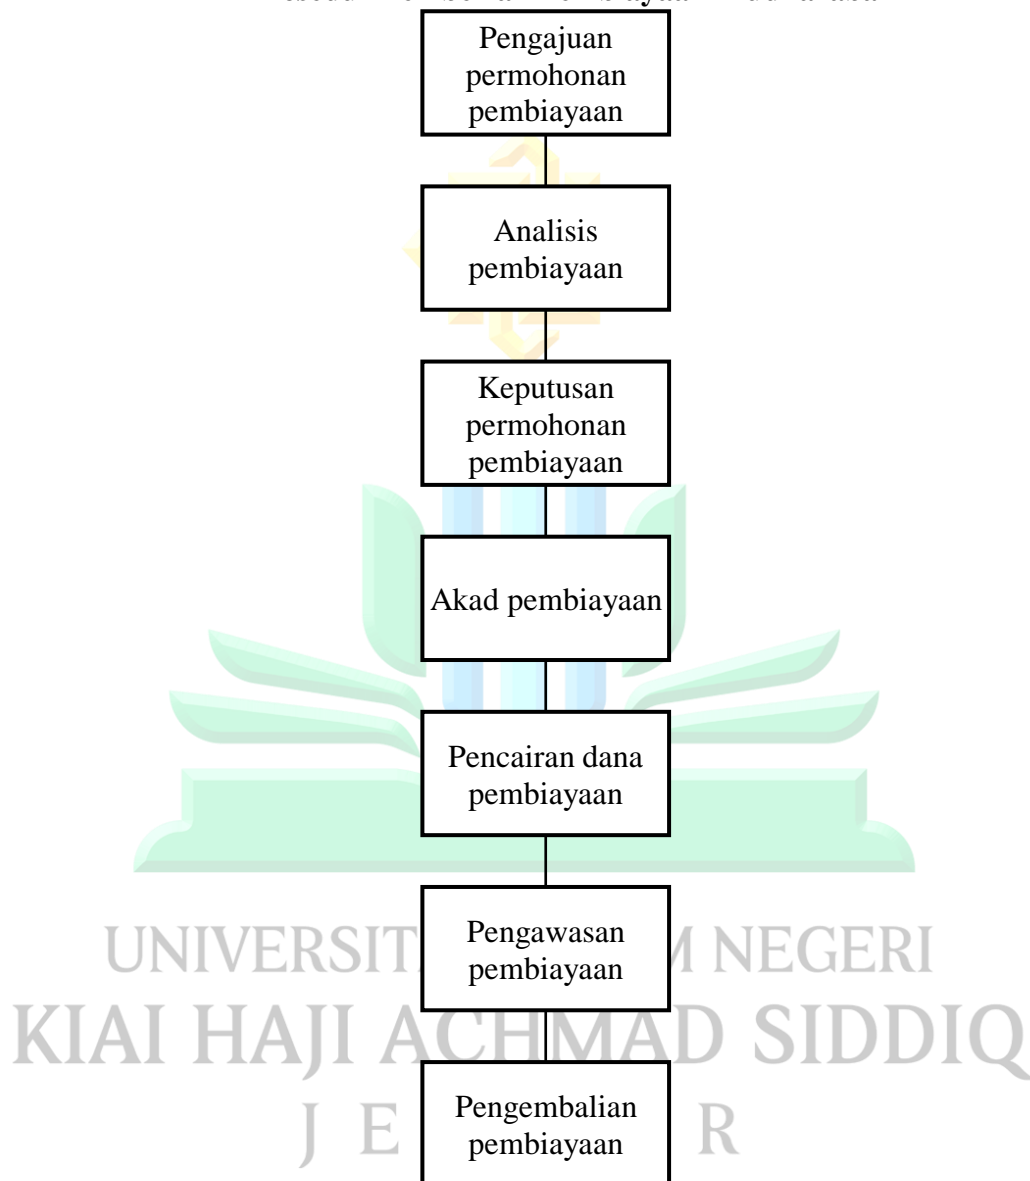 Pengajuan
permohonan
pembiayaan
Analisis
pembiayaan
Keputusan
permohonan
pembiayaan
Akad pembiayaan
Pencairan dana
pembiayaan
Pengawasan
pembiayaan
Pengembalian
pembiayaan
NEGERI
KIAI HAJI ACHMAD SIDDIQ